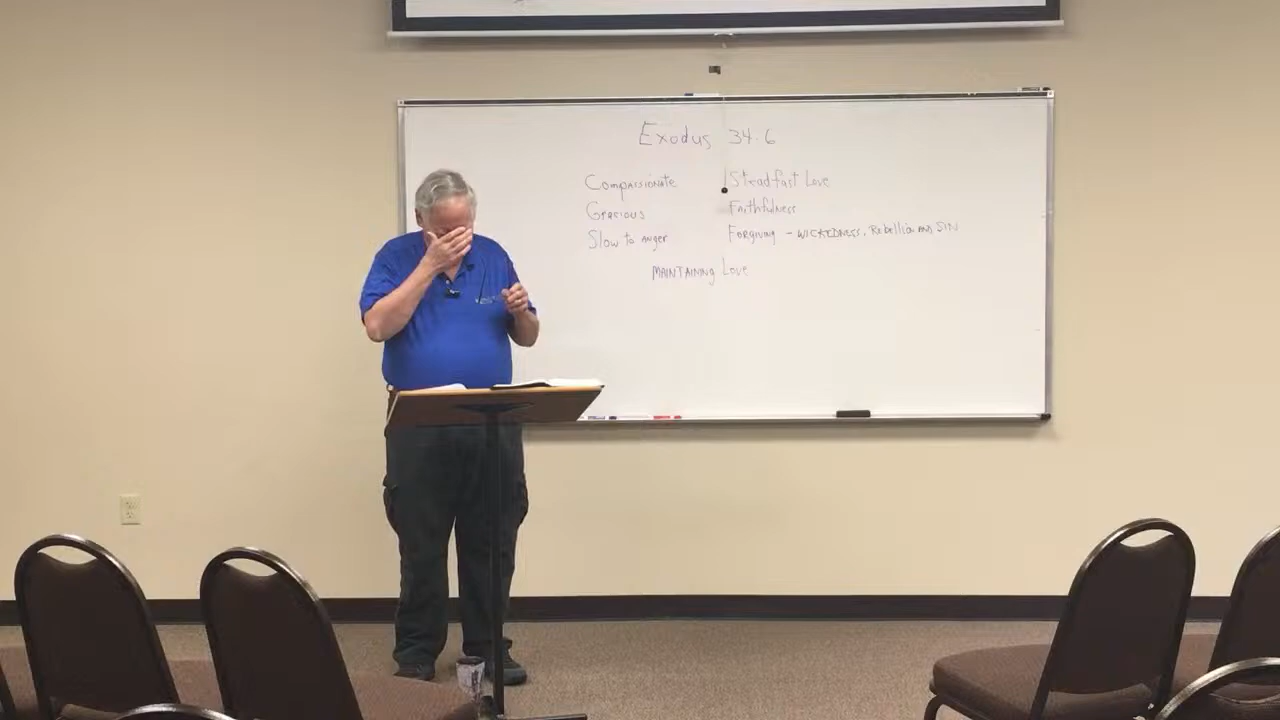 Exodus 34:6
Compassionate Steadfast Love
Gracious Faithfulness
Slow to anger Forgiving - WICKEDNESS, Rebellion AND SIN
MAINTAINING Love